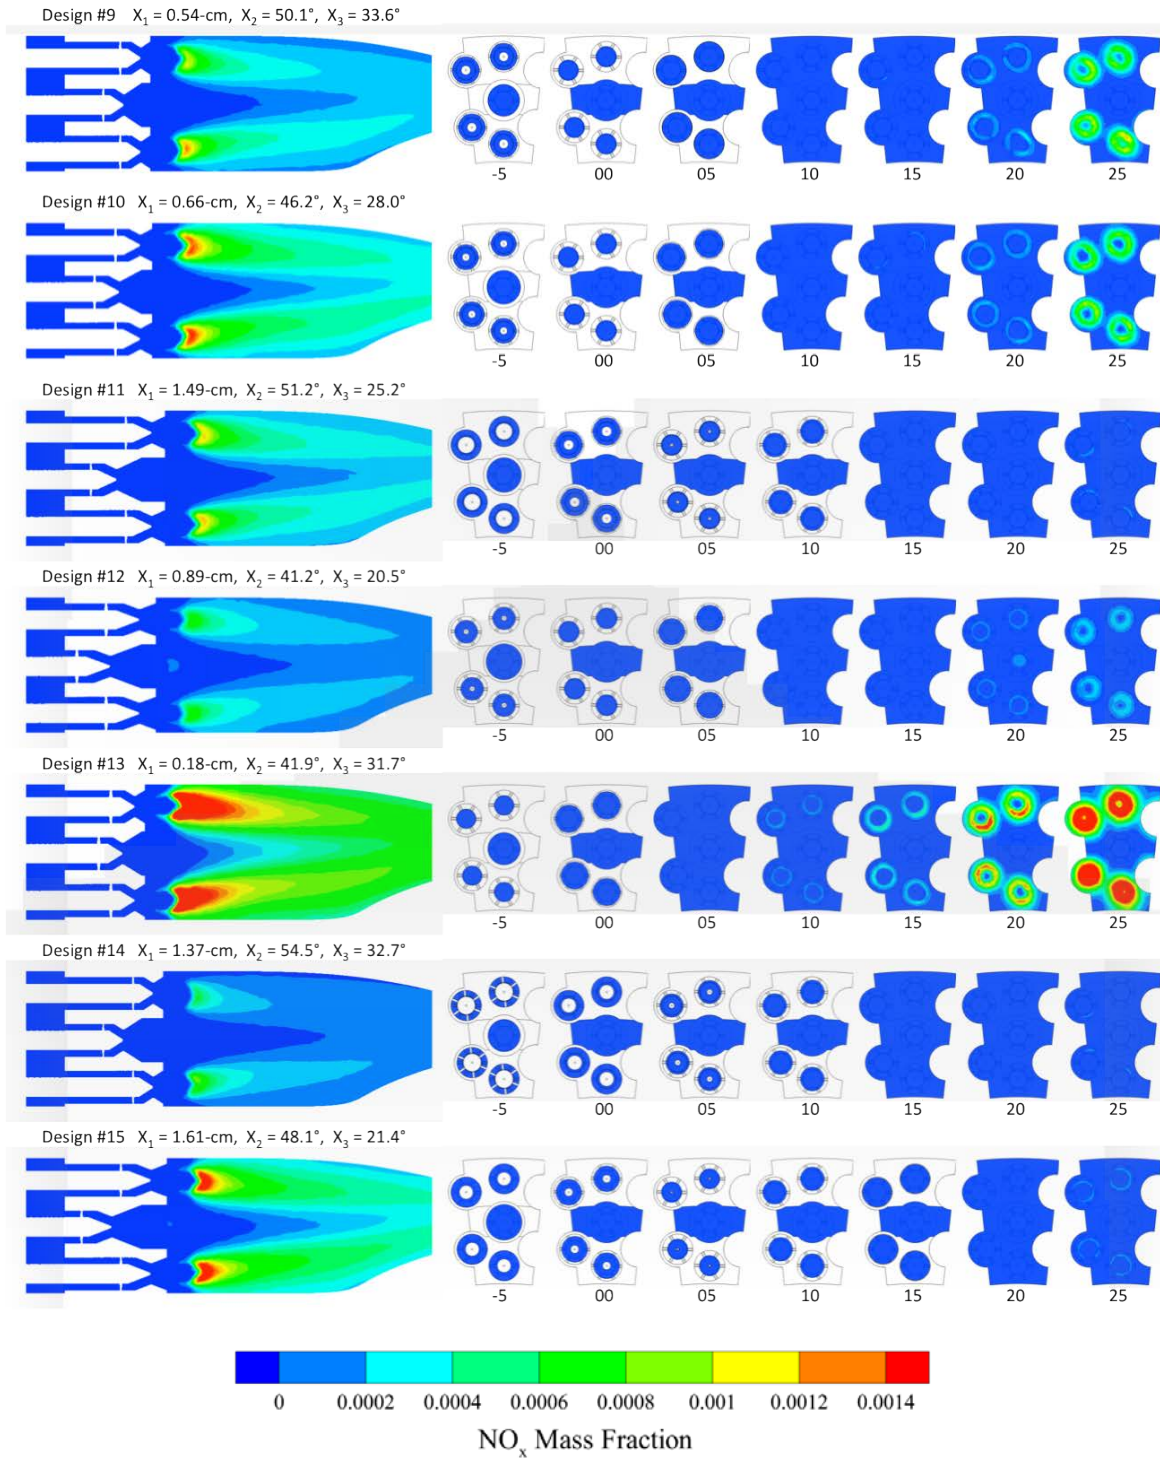 Design #9 X₁ = 0.54-cm, X₂ = 50.1°, X₃ = 33.6°
-5 00 05 10 15 20 25
Design #10 X₁ = 0.66-cm, X₂ = 46.2°, X₃ = 28.0°
-5 00 05 10 15 20 25
Design #11 X₁ = 1.49-cm, X₂ = 51.2°, X₃ = 25.2°
-5 00 05 10 15 20 25
Design #12 X₁ = 0.89-cm, X₂ = 41.2°, X₃ = 20.5°
-5 00 05 10 15 20 25
Design #13 X₁ = 0.18-cm, X₂ = 41.9°, X₃ = 31.7°
-5 00 05 10 15 20 25
Design #14 X₁ = 1.37-cm, X₂ = 54.5°, X₃ = 32.7°
-5 00 05 10 15 20 25
Design #15 X₁ = 1.61-cm, X₂ = 48.1°, X₃ = 21.4°
-5 00 05 10 15 20 25
0 0.0002 0.0004 0.0006 0.0008 0.001 0.0012 0.0014
NOₓ Mass Fraction